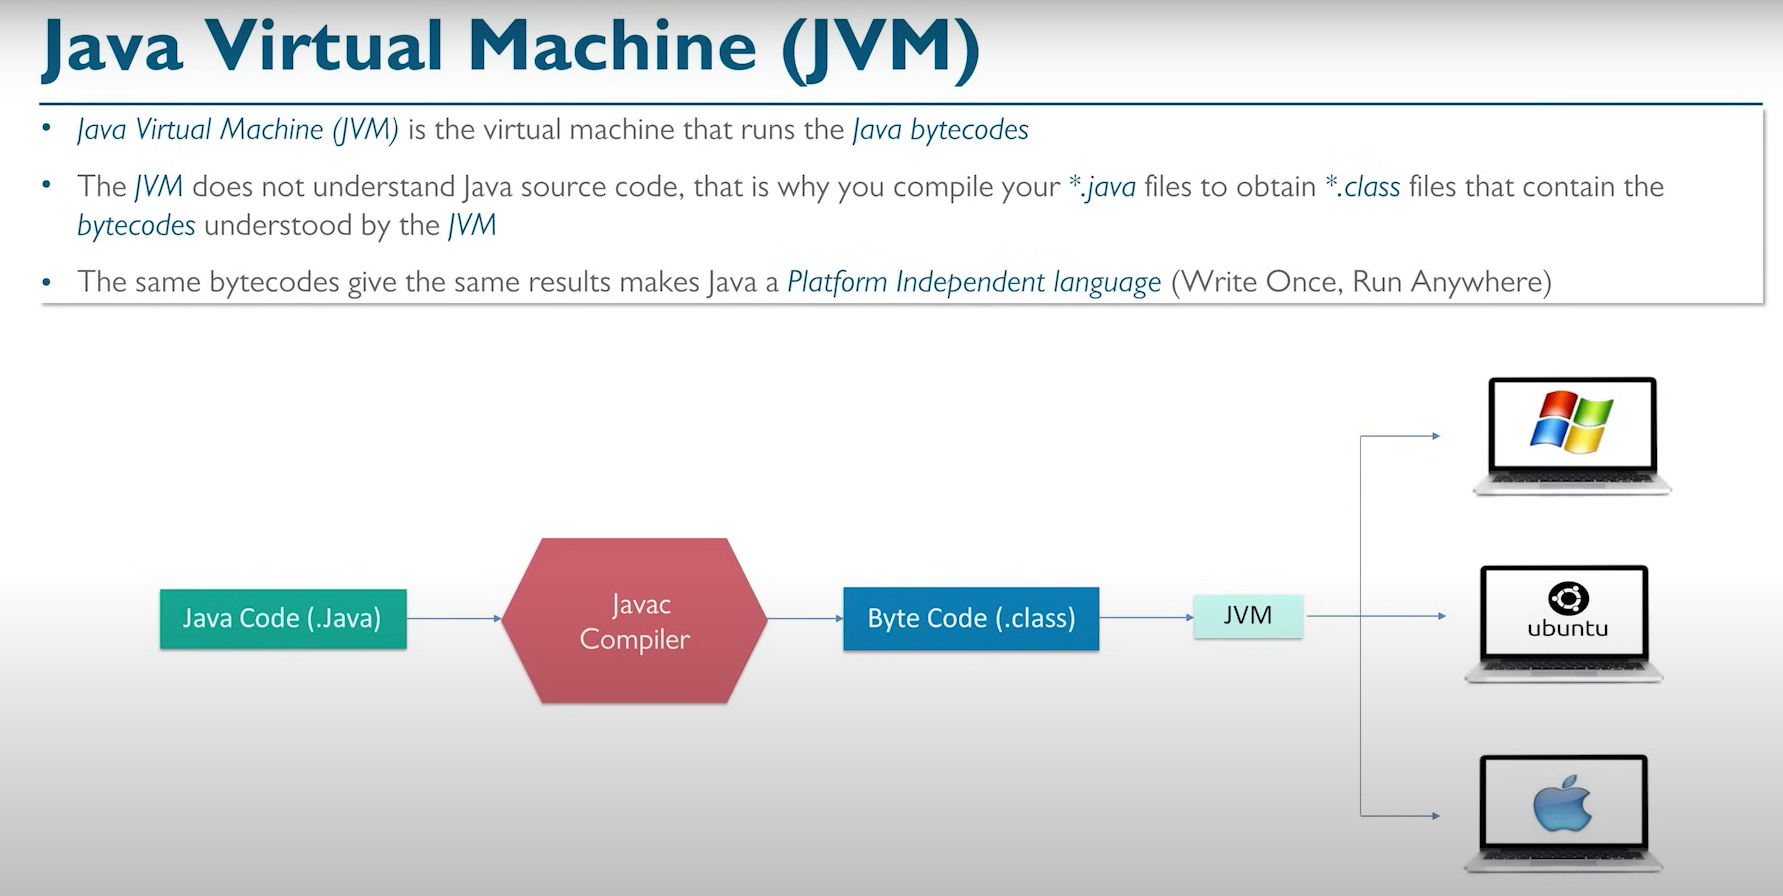 Java Virtual Machine (JVM)
• Java Virtual Machine (JVM) is the virtual machine that runs the Java bytecodes
• The JVM does not understand Java source code, that is why you compile your *.java files to obtain *.class files that contain the
bytecodes understood by the JVM
• The same bytecodes give the same results makes Java a Platform Independent language (Write Once, Run Anywhere)
Java Code (.Java)
Javac
Compiler
Byte Code (.class)
JVM
ubuntu